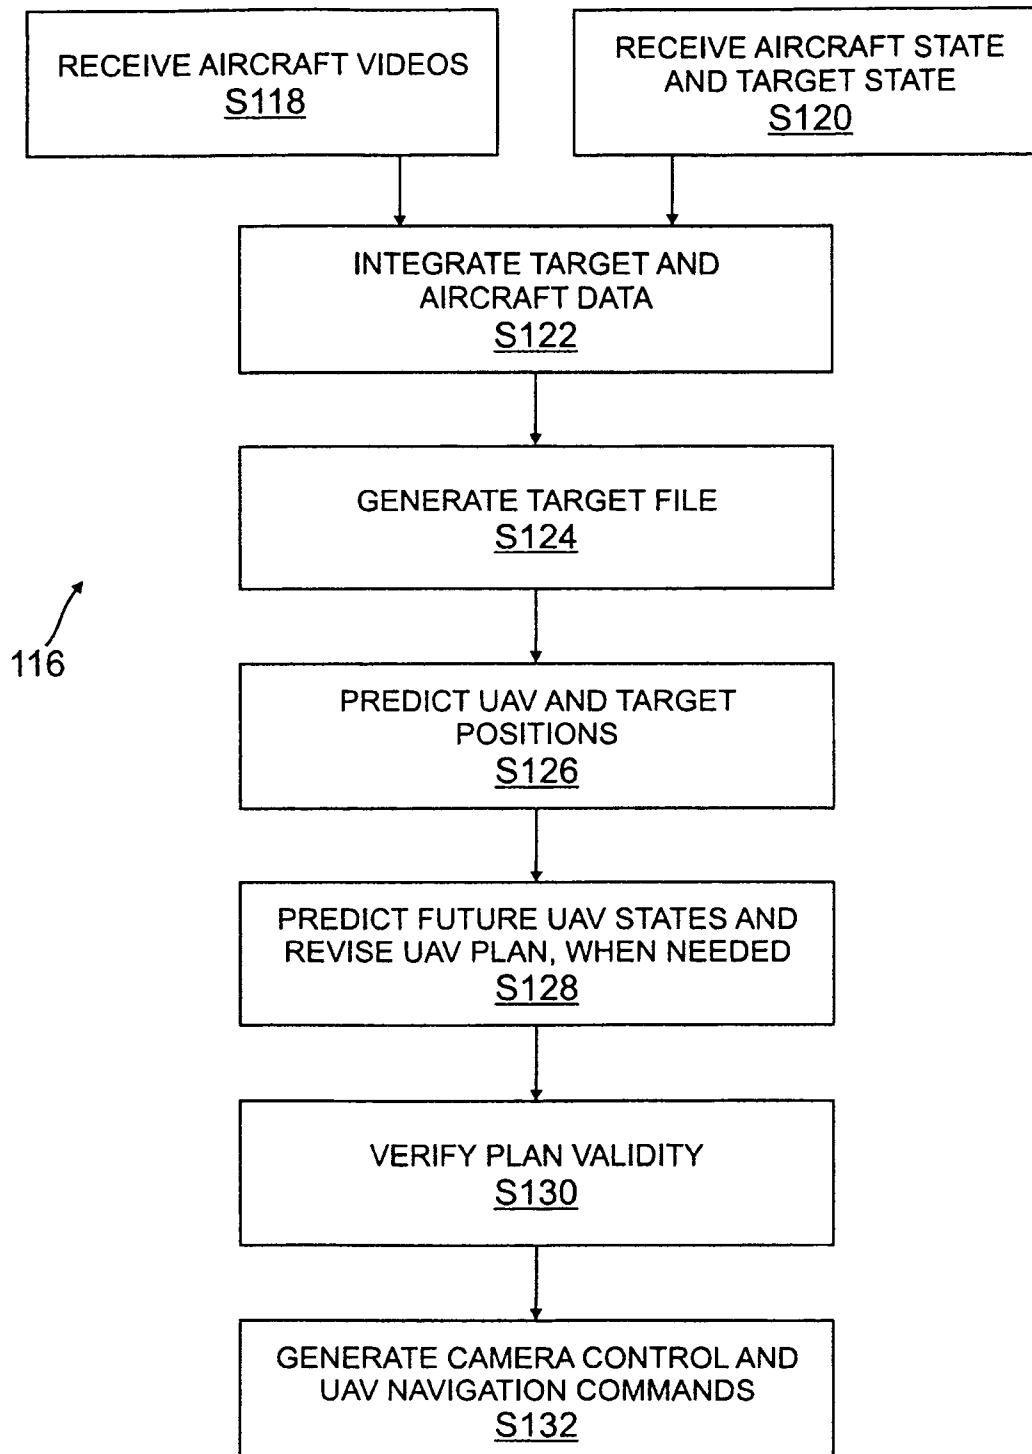 RECEIVE AIRCRAFT VIDEOS
S118
RECEIVE AIRCRAFT STATE
AND TARGET STATE
S120
INTEGRATE TARGET AND
AIRCRAFT DATA
S122
GENERATE TARGET FILE
S124
116
PREDICT UAV AND TARGET
POSITIONS
S126
PREDICT FUTURE UAV STATES AND
REVISE UAV PLAN, WHEN NEEDED
S128
VERIFY PLAN VALIDITY
S130
GENERATE CAMERA CONTROL AND
UAV NAVIGATION COMMANDS
S132